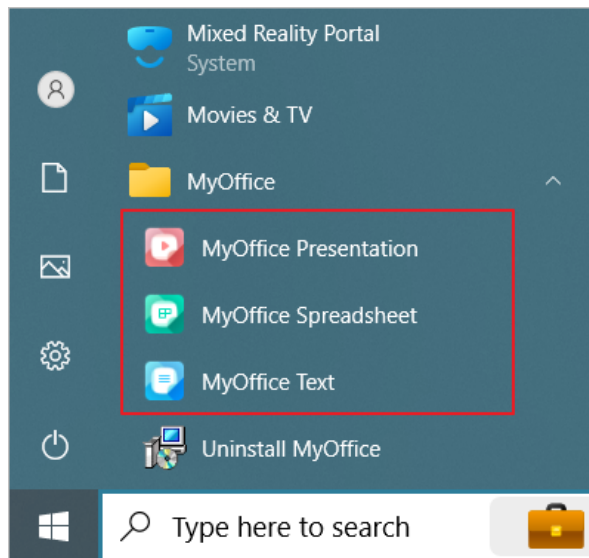 Mixed Reality Portal
System
Movies & TV
MyOffice
MyOffice Presentation
MyOffice Spreadsheet
MyOffice Text
Uninstall MyOffice
Type here to search